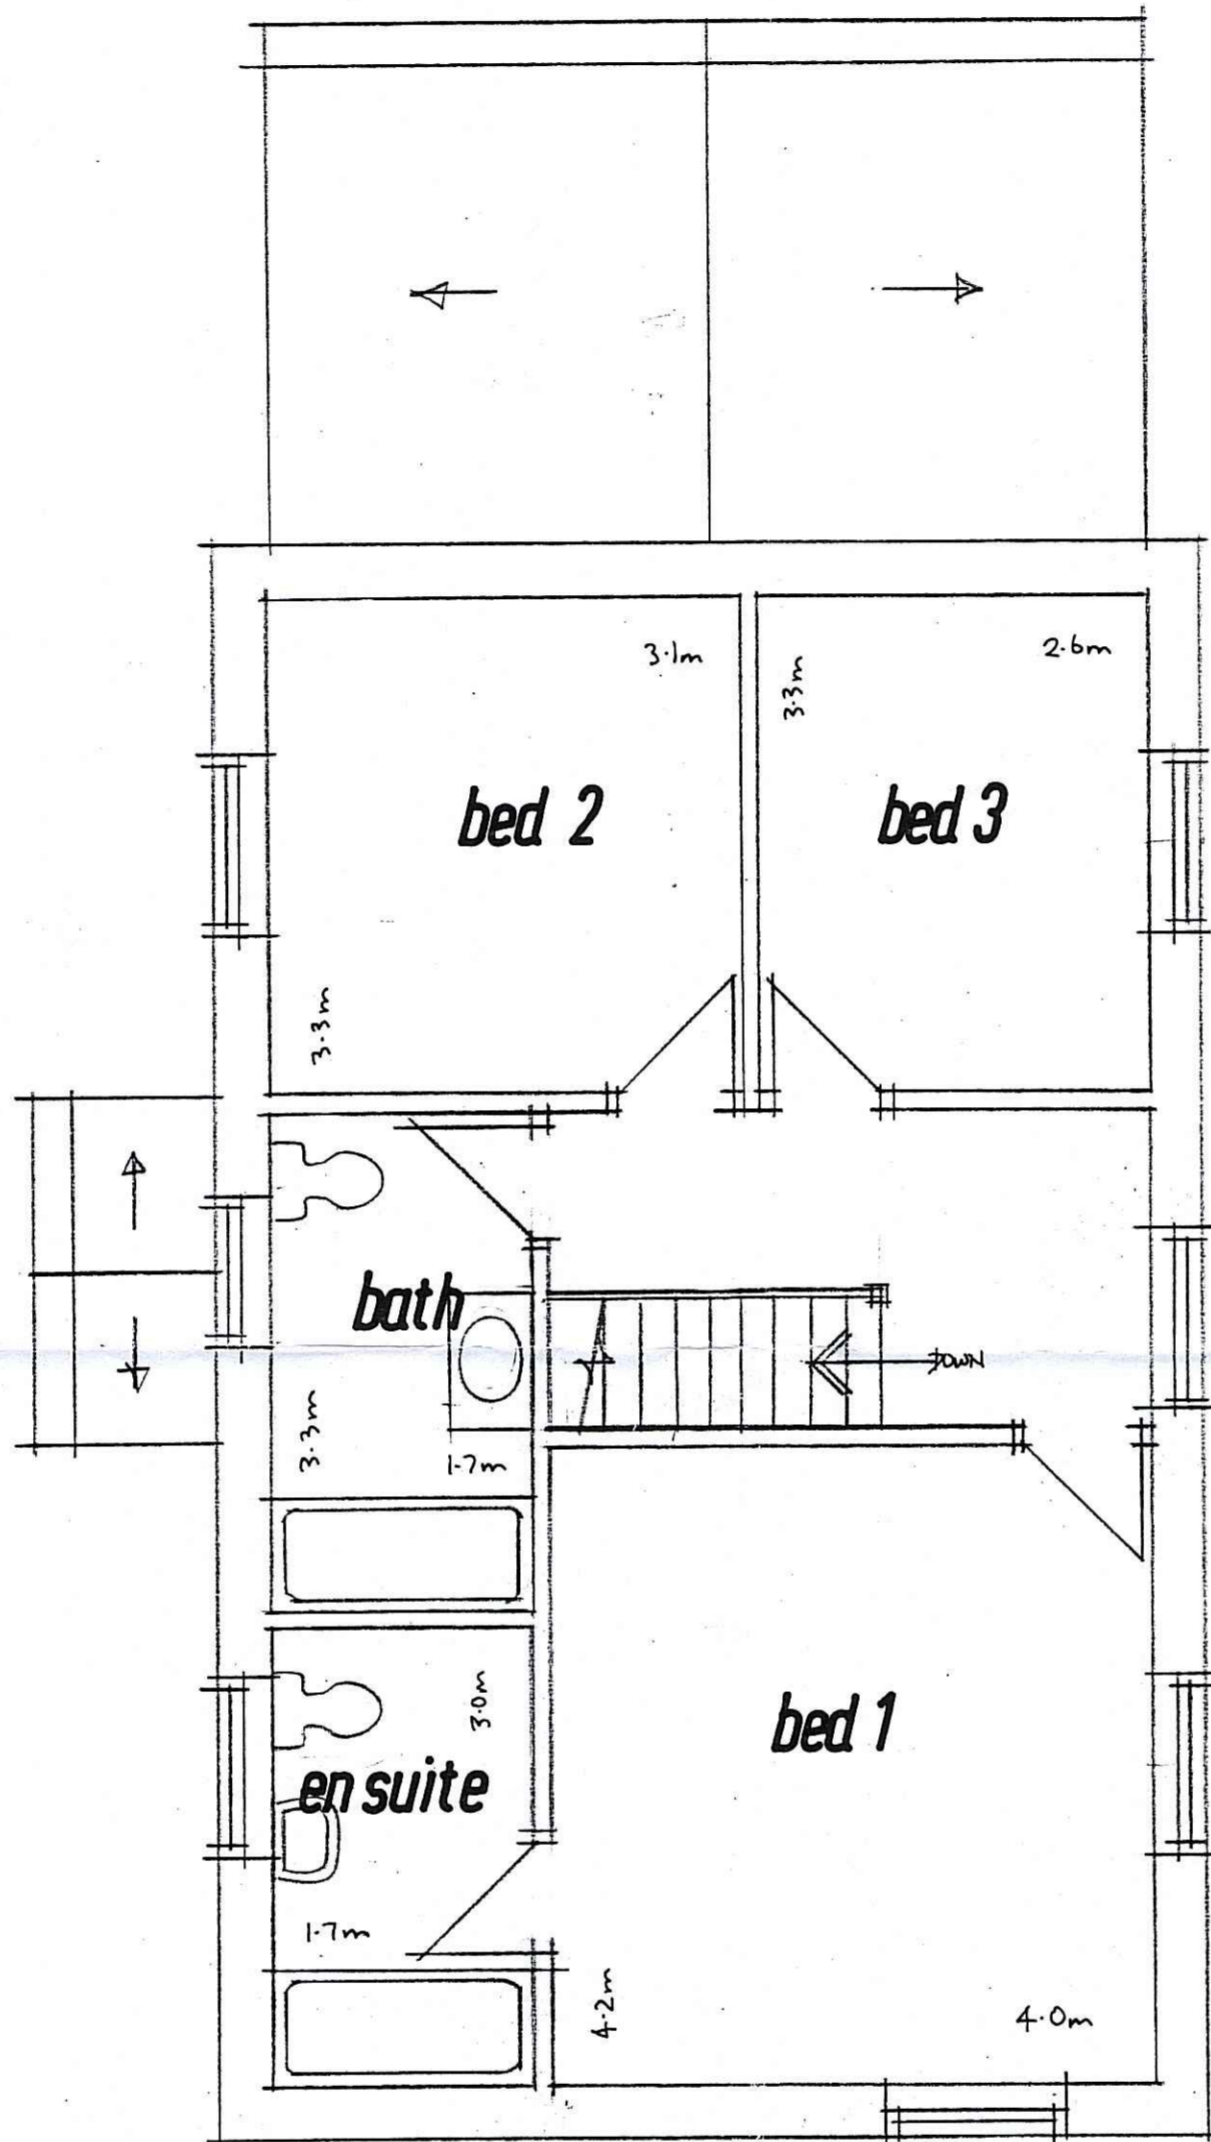 3.1m
2.6m
3.3m
bed 2
bed 3
3.3m
bath
DOWN
3.3m
1.7m
3.0m
bed 1
en suite
1.7m
4.2m
4.0m